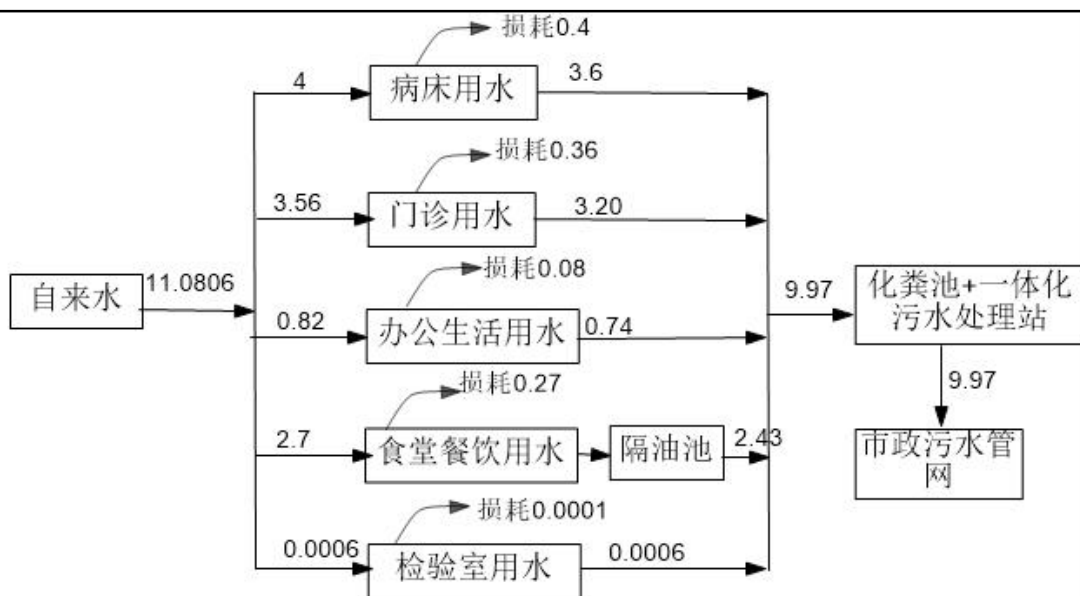 损耗0.4
4
病床用水
3.6
损耗0.36
3.56
门诊用水
3.20
损耗0.08
自来水
11.0806
0.82
办公生活用水
0.74
9.97
化粪池+一体化
污水处理站
损耗0.27
9.97
2.7
食堂餐饮用水
隔油池
2.43
市政污水管
网
损耗0.0001
0.0006
检验室用水
0.0006